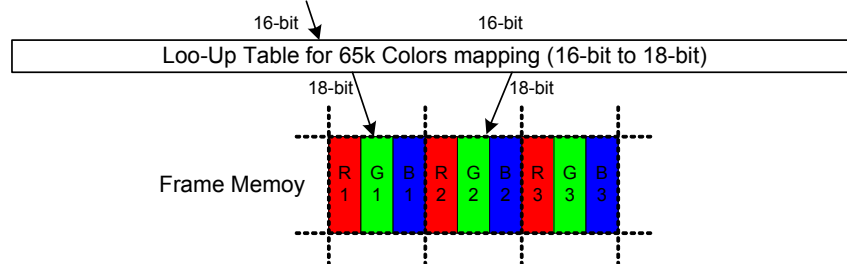 16-bit 16-bit
Loo-Up Table for 65k Colors mapping (16-bit to 18-bit)
18-bit 18-bit
R G B R G B R G B
Frame Memoy
1 1 1 2 2 2 3 3 3